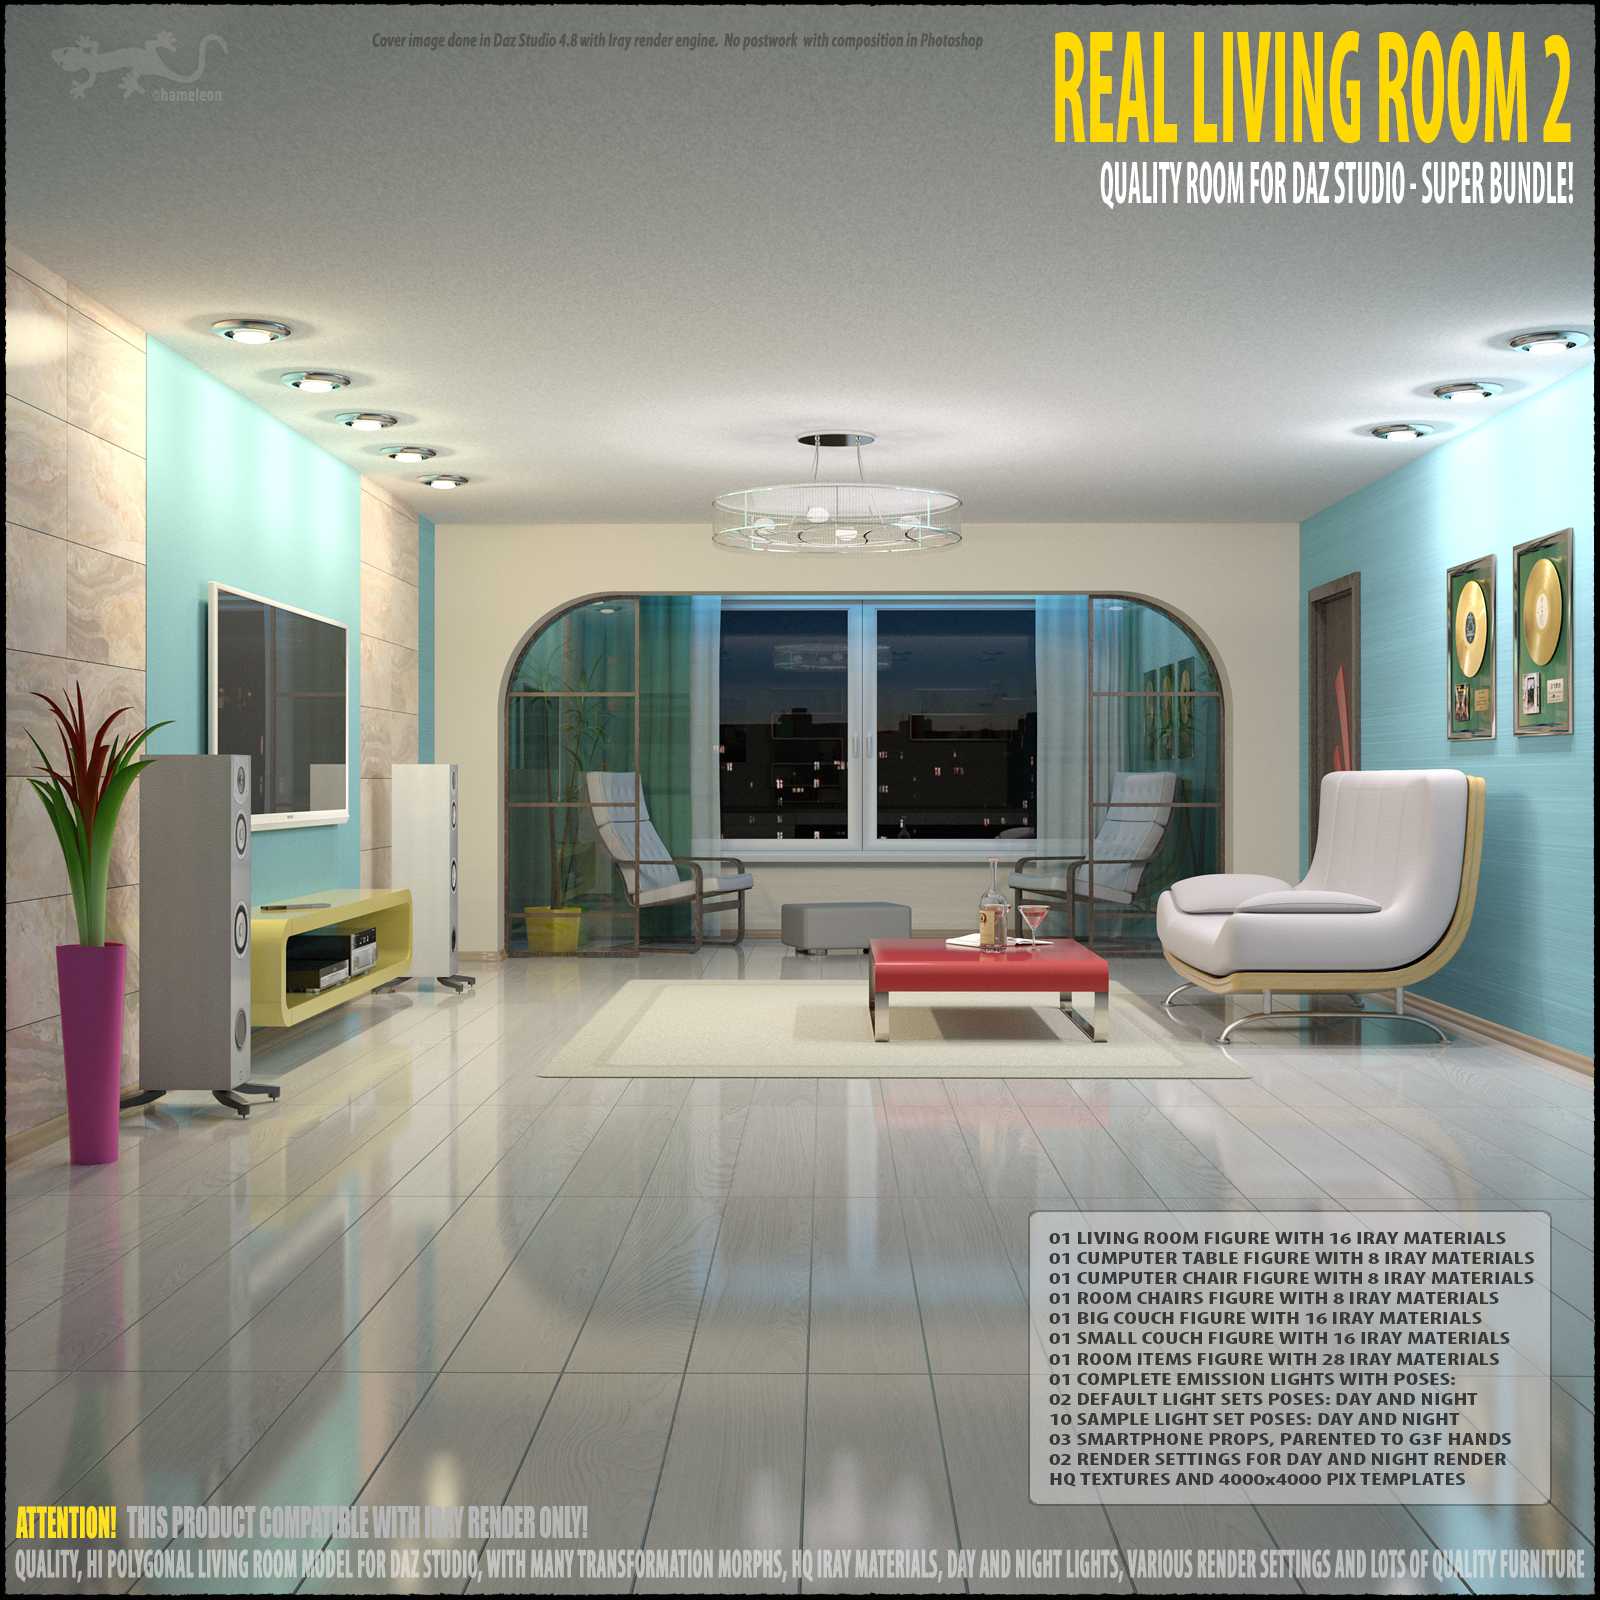 Cover image done in Daz Studio 4.8 with Iray render engine. No postwork with composition in Photoshop
©hameleon
REAL LIVING ROOM 2
QUALITY ROOM FOR DAZ STUDIO - SUPER BUNDLE!
01 LIVING ROOM FIGURE WITH 16 IRAY MATERIALS
01 CUMPUTER TABLE FIGURE WITH 8 IRAY MATERIALS
01 CUMPUTER CHAIR FIGURE WITH 8 IRAY MATERIALS
01 ROOM CHAIRS FIGURE WITH 8 IRAY MATERIALS
01 BIG COUCH FIGURE WITH 16 IRAY MATERIALS
01 SMALL COUCH FIGURE WITH 16 IRAY MATERIALS
01 ROOM ITEMS FIGURE WITH 28 IRAY MATERIALS
01 COMPLETE EMISSION LIGHTS WITH POSES:
02 DEFAULT LIGHT SETS POSES: DAY AND NIGHT
10 SAMPLE LIGHT SET POSES: DAY AND NIGHT
03 SMARTPHONE PROPS, PARENTED TO G3F HANDS
02 RENDER SETTINGS FOR DAY AND NIGHT RENDER
HQ TEXTURES AND 4000x4000 PIX TEMPLATES
ATTENTION! THIS PRODUCT COMPATIBLE WITH IRAY RENDER ONLY!
QUALITY, HI POLYGONAL LIVING ROOM MODEL FOR DAZ STUDIO, WITH MANY TRANSFORMATION MORPHS, HQ IRAY MATERIALS, DAY AND NIGHT LIGHTS, VARIOUS RENDER SETTINGS AND LOTS OF QUALITY FURNITURE